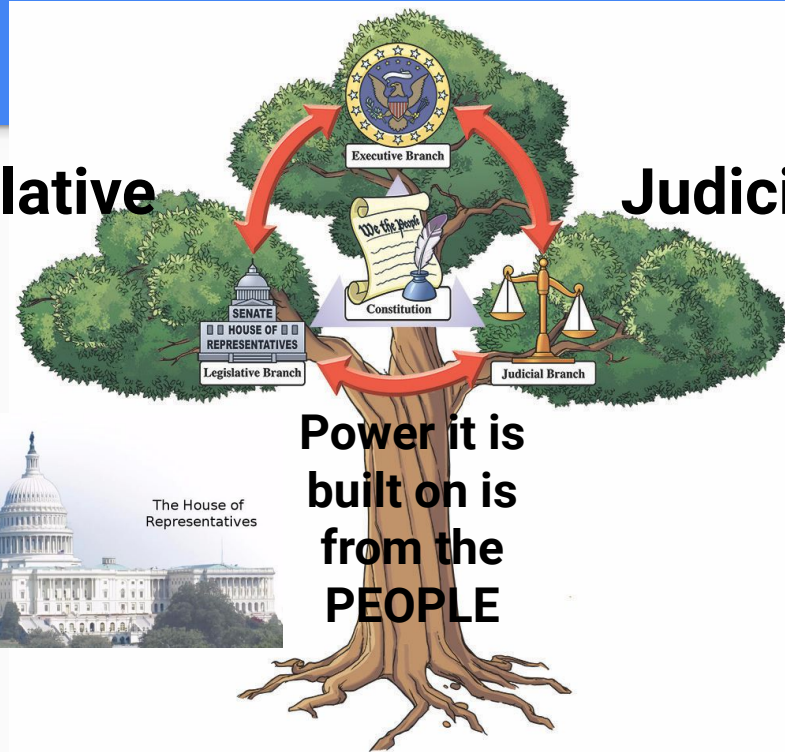 Executive Branch
lative
Judici
We the People
Constitution
SENATE
HOUSE OF
REPRESENTATIVES
Legislative Branch
Judicial Branch
Power it is
built on is
from the
PEOPLE
The House of
Representatives